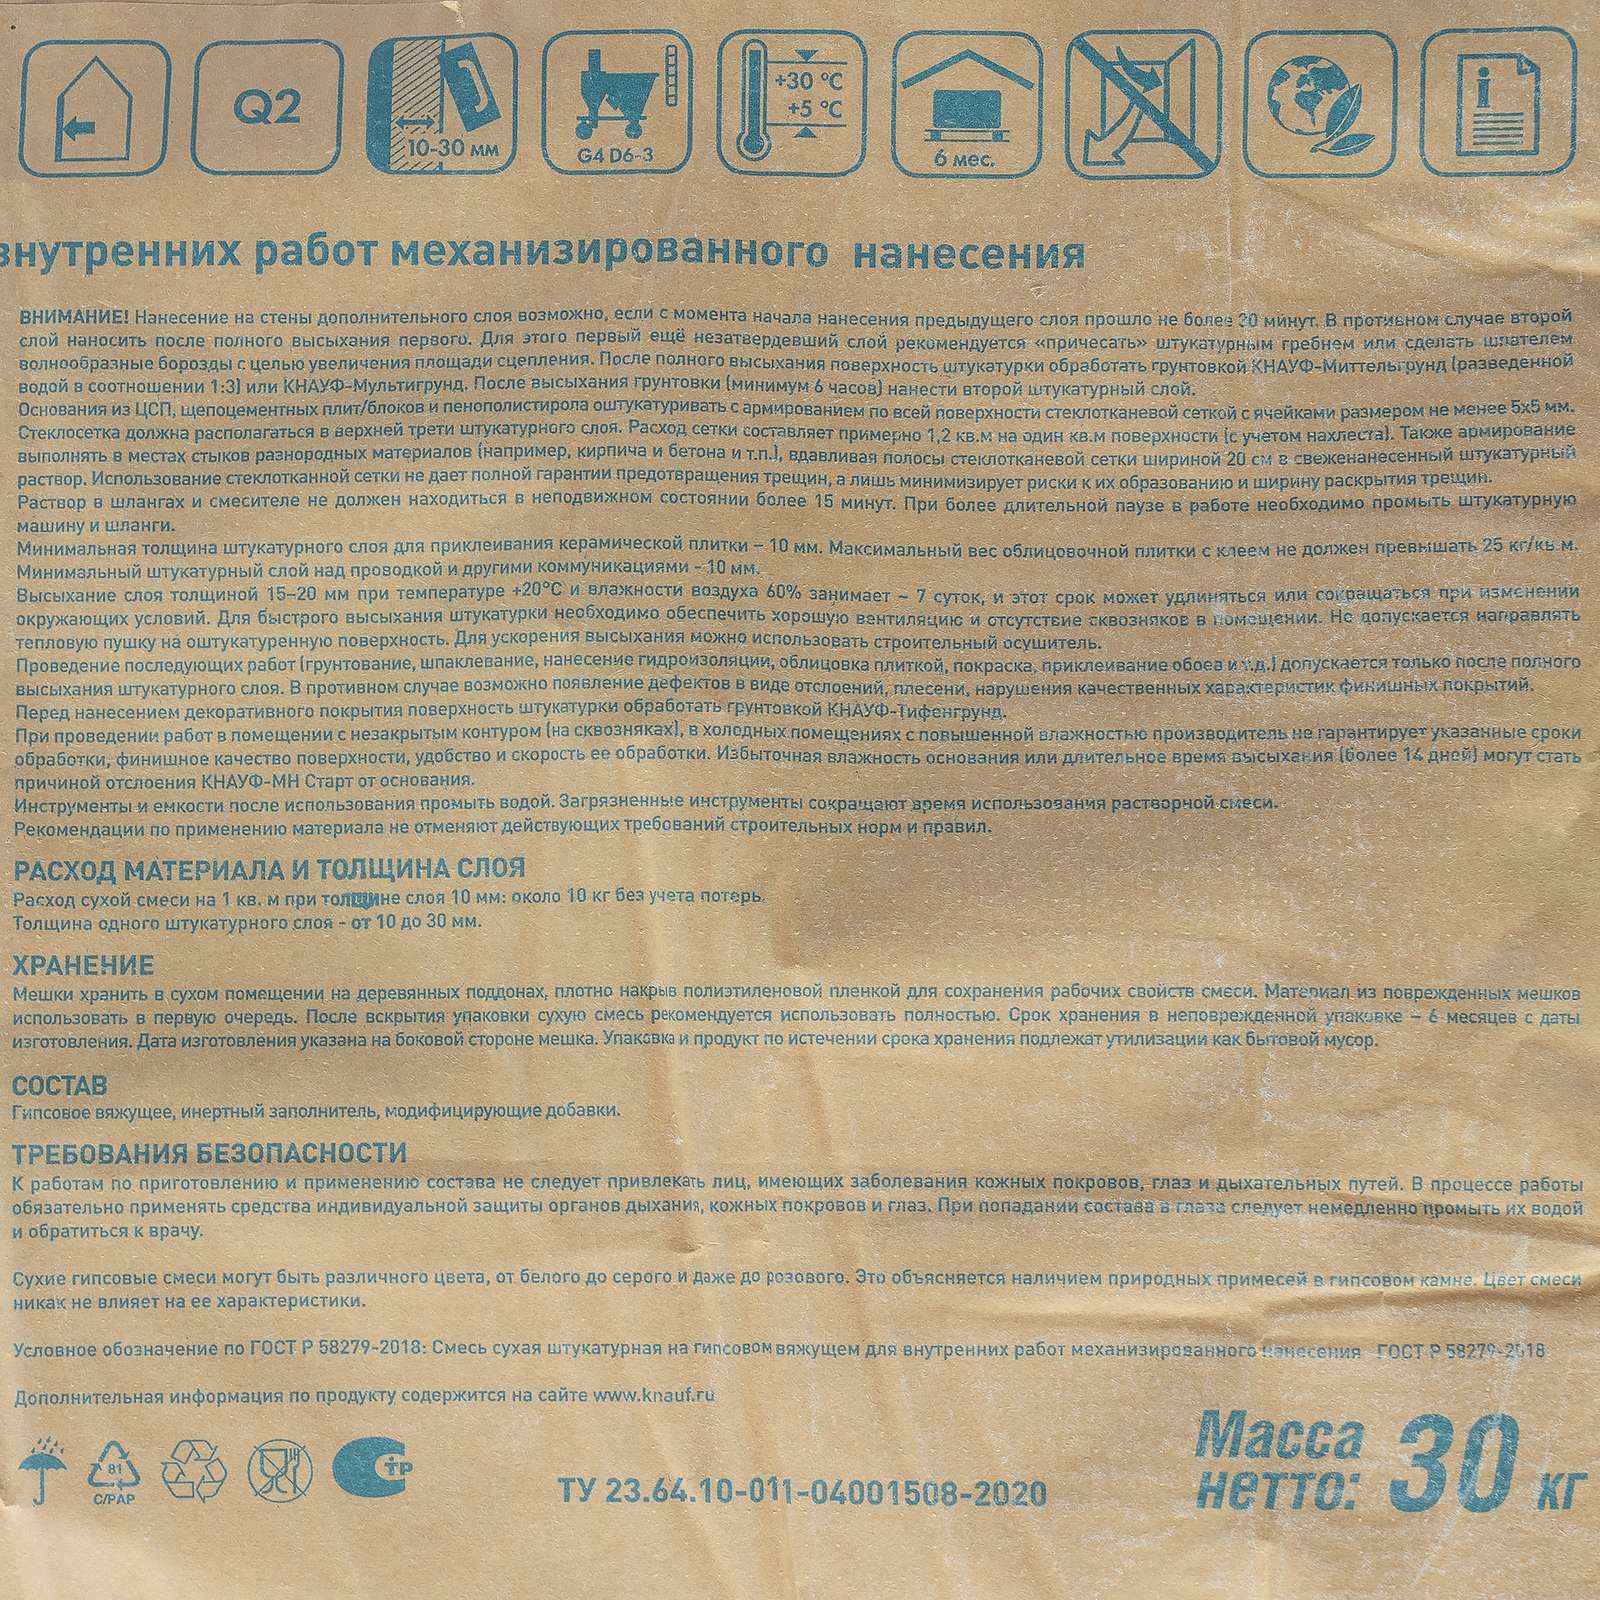 Q2
10-30 мм
G4 D6-3
+30 °C
+5 °C
6 мес.
i
внутренних работ механизированного нанесения
ВНИМАНИЕ! Нанесение на стены дополнительного слоя возможно, если с момента начала нанесения предыдущего слоя прошло не более 30 минут. В противном случае второй
слой наносить после полного высыхания первого. Для этого первый ещё незатвердевший слой рекомендуется «причесать» штукатурным гребнем или сделать шпателем
волнообразные борозды с целью увеличения площади сцепления. После полного высыхания поверхность штукатурки обработать грунтовкой КНАУФ-Миттельгрунд (разведенной
водой в соотношении 1:3) или КНАУФ-Мультигрунд. После высыхания грунтовки (минимум 6 часов) нанести второй штукатурный слой.
Основания из ЦСП, щепоцементных плит/блоков и пенополистирола оштукатуривать с армированием по всей поверхности стеклотканевой сеткой с ячейками размером не менее 5х5 мм.
Стеклосетка должна располагаться в верхней трети штукатурного слоя. Расход сетки составляет примерно 1,2 кв.м на один кв.м поверхности (с учетом нахлеста). Также армирование
выполнять в местах стыков разнородных материалов (например, кирпича и бетона и т.п.), вдавливая полосы стеклотканевой сетки шириной 20 см в свеженанесенный штукатурный
раствор. Использование стеклотканной сетки не дает полной гарантии предотвращения трещин, а лишь минимизирует риски к их образованию и ширину раскрытия трещин.
Раствор в шлангах и смесителе не должен находиться в неподвижном состоянии более 15 минут. При более длительной паузе в работе необходимо промыть штукатурную
машину и шланги.
Минимальная толщина штукатурного слоя для приклеивания керамической плитки – 10 мм. Максимальный вес облицовочной плитки с клеем не должен превышать 25 кг/кв.м.
Минимальный штукатурный слой над проводкой и другими коммуникациями - 10 мм.
Высыхание слоя толщиной 15–20 мм при температуре +20°С и влажности воздуха 60% занимает ~ 7 суток, и этот срок может удлиняться или сокращаться при изменении
окружающих условий. Для быстрого высыхания штукатурки необходимо обеспечить хорошую вентиляцию и отсутствие сквозняков в помещении. Не допускается направлять
тепловую пушку на оштукатуренную поверхность. Для ускорения высыхания можно использовать строительный осушитель.
Проведение последующих работ (грунтование, шпаклевание, нанесение гидроизоляции, облицовка плиткой, покраска, приклеивание обоев и т.д.) допускается только после полного
высыхания штукатурного слоя. В противном случае возможно появление дефектов в виде отслоений, плесени, нарушения качественных характеристик финишных покрытий.
Перед нанесением декоративного покрытия поверхность штукатурки обработать грунтовкой КНАУФ-Тифенгрунд.
При проведении работ в помещении с незакрытым контуром (на сквозняках), в холодных помещениях с повышенной влажностью производитель не гарантирует указанные сроки
обработки, финишное качество поверхности, удобство и скорость ее обработки. Избыточная влажность основания или длительное время высыхания (более 14 дней) могут стать
причиной отслоения КНАУФ-МН Старт от основания.
Инструменты и емкости после использования промыть водой. Загрязненные инструменты сокращают время использования растворной смеси.
Рекомендации по применению материала не отменяют действующих требований строительных норм и правил.
РАСХОД МАТЕРИАЛА И ТОЛЩИНА СЛОЯ
Расход сухой смеси на 1 кв. м при толщине слоя 10 мм: около 10 кг без учета потерь.
Толщина одного штукатурного слоя - от 10 до 30 мм.
ХРАНЕНИЕ
Мешки хранить в сухом помещении на деревянных поддонах, плотно накрыв полиэтиленовой пленкой для сохранения рабочих свойств смеси. Материал из поврежденных мешков
использовать в первую очередь. После вскрытия упаковки сухую смесь рекомендуется использовать полностью. Срок хранения в неповрежденной упаковке – 6 месяцев с даты
изготовления. Дата изготовления указана на боковой стороне мешка. Упаковка и продукт по истечении срока хранения подлежат утилизации как бытовой мусор.
СОСТАВ
Гипсовое вяжущее, инертный заполнитель, модифицирующие добавки.
ТРЕБОВАНИЯ БЕЗОПАСНОСТИ
К работам по приготовлению и применению состава не следует привлекать лиц, имеющих заболевания кожных покровов, глаз и дыхательных путей. В процессе работы
обязательно применять средства индивидуальной защиты органов дыхания, кожных покровов и глаз. При попадании состава в глаза следует немедленно промыть их водой
и обратиться к врачу.
Сухие гипсовые смеси могут быть различного цвета, от белого до серого и даже до розового. Это объясняется наличием природных примесей в гипсовом камне. Цвет смеси
никак не влияет на ее характеристики.
Условное обозначение по ГОСТ Р 58279-2018: Смесь сухая штукатурная на гипсовом вяжущем для внутренних работ механизированного нанесения ГОСТ Р 58279-2018
Дополнительная информация по продукту содержится на сайте www.knauf.ru
81
C/PAP
ТР
ТУ 23.64.10-011-04001508-2020
Масса
нетто: 30 кг